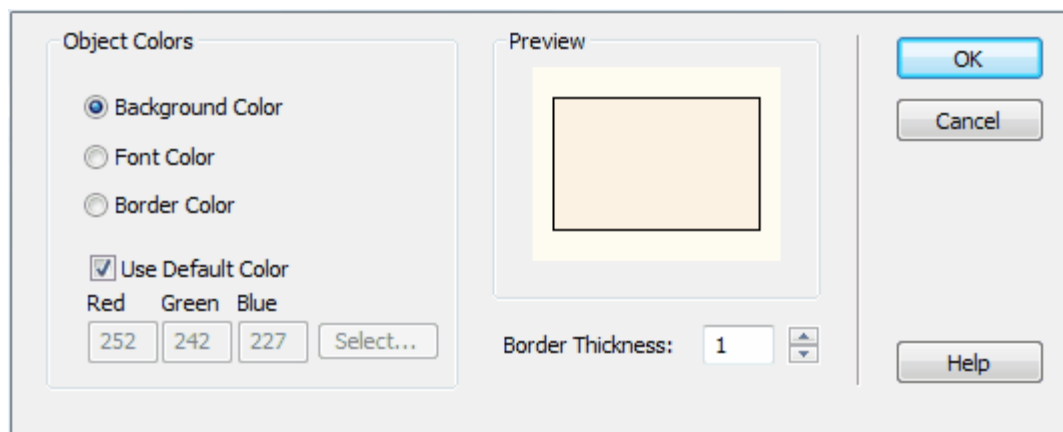 Object Colors
Background Color
Font Color
Border Color
Use Default Color
Red Green Blue
252 242 227 Select...
Preview
Border Thickness: 1
OK
Cancel
Help